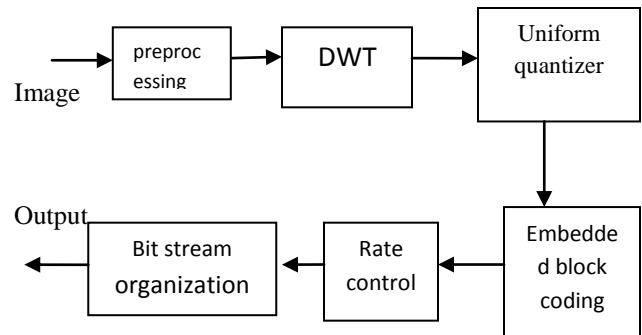 preproc
essing
DWT
Uniform
quantizer
Image
Output
Bit stream
organization
Rate
control
Embedde
d block
coding